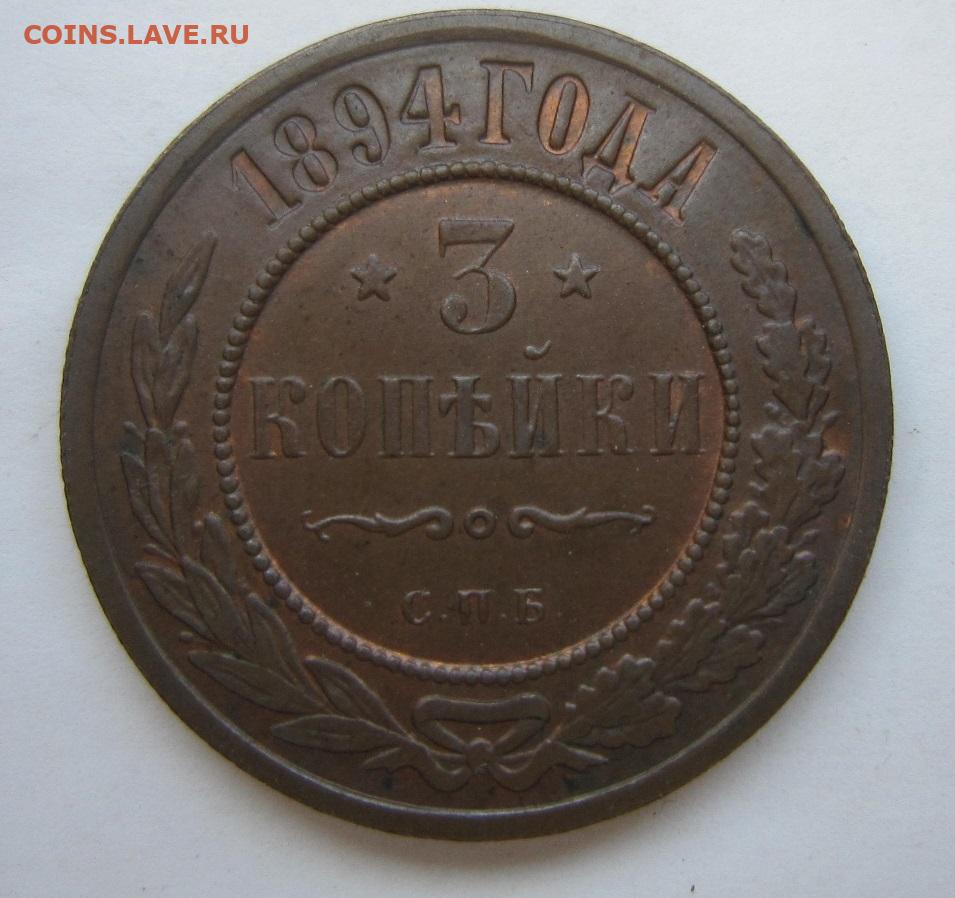 COINS.LAVE.RU
1894 ГОДА
3
КОПѢЙКИ
С.П.Б.